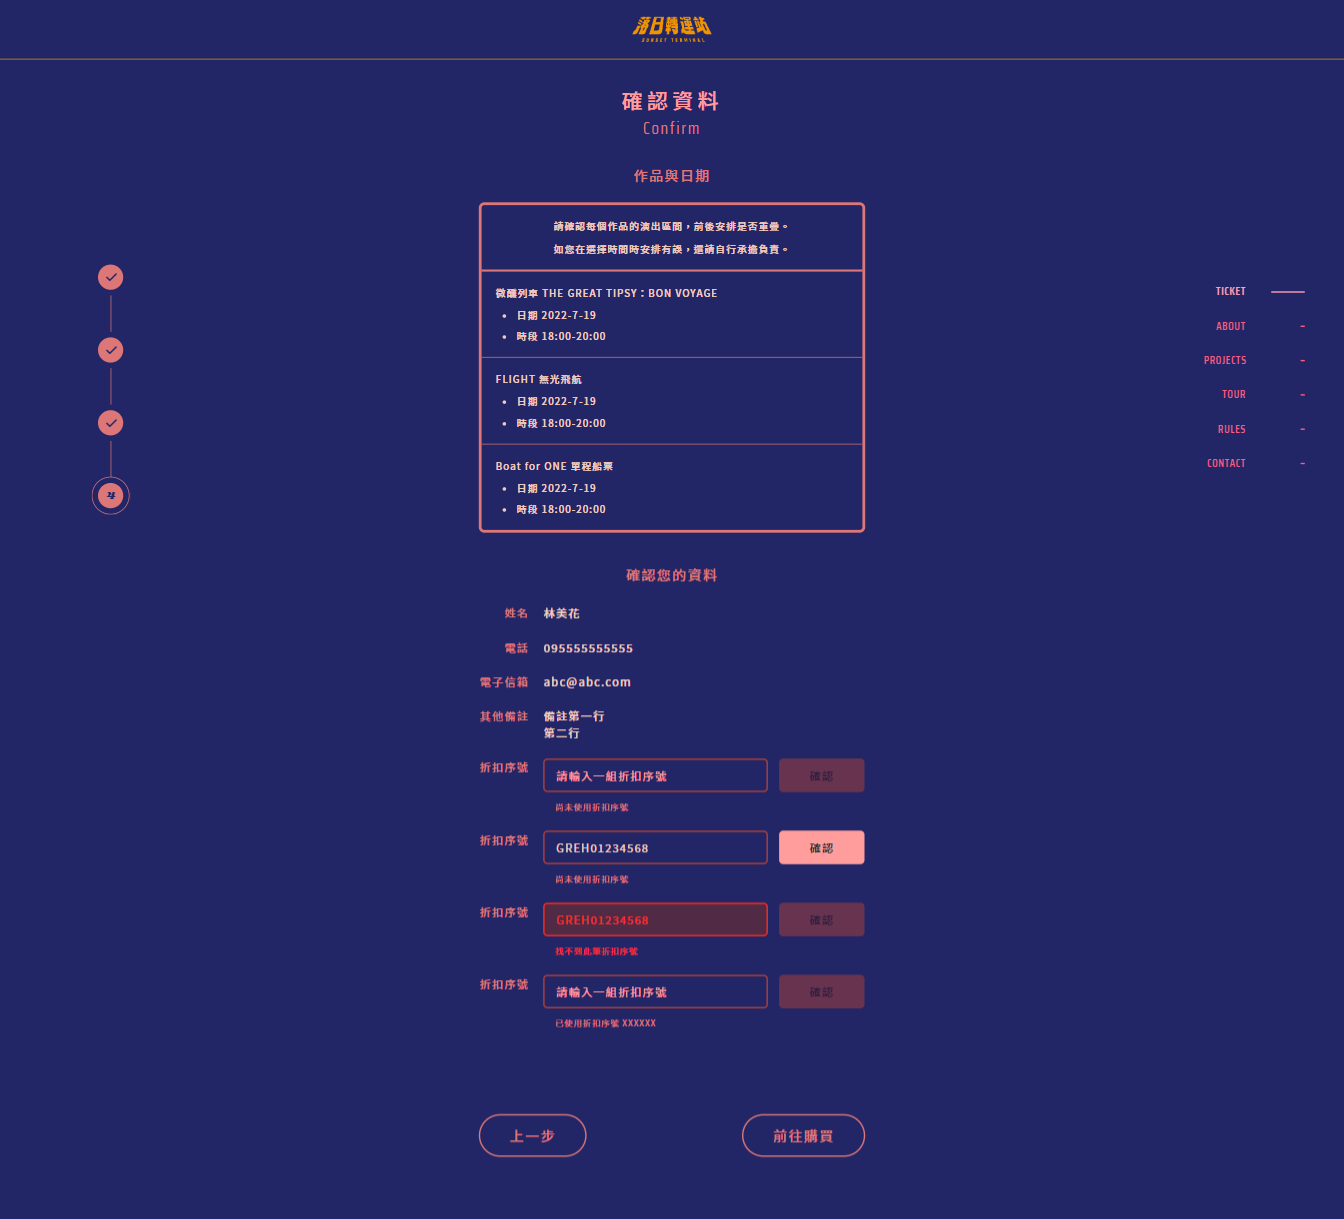 落日轉運站
SUNSET TERMINAL
確認資料
Confirm
作品與日期
請確認每個作品的演出區間，前後安排是否重疊。
如您在選擇時間時安排有誤，還請自行承擔負責。
微醺列車 THE GREAT TIPSY：BON VOYAGE
日期 2022-7-19
時段 18:00-20:00
FLIGHT 無光飛航
日期 2022-7-19
時段 18:00-20:00
Boat for ONE 單程船票
日期 2022-7-19
時段 18:00-20:00
4
TICKET
ABOUT
PROJECTS
TOUR
RULES
CONTACT
確認您的資料
姓名 林美花
電話 095555555555
電子信箱 abc@abc.com
其他備註 備註第一行
第二行
折扣序號 請輸入一組折扣序號 確認
尚未使用折扣序號
折扣序號 GREH01234568 確認
尚未使用折扣序號
折扣序號 GREH01234568 確認
找不到此筆折扣序號
折扣序號 請輸入一組折扣序號 確認
已使用折扣序號 XXXXXX
上一步 前往購買